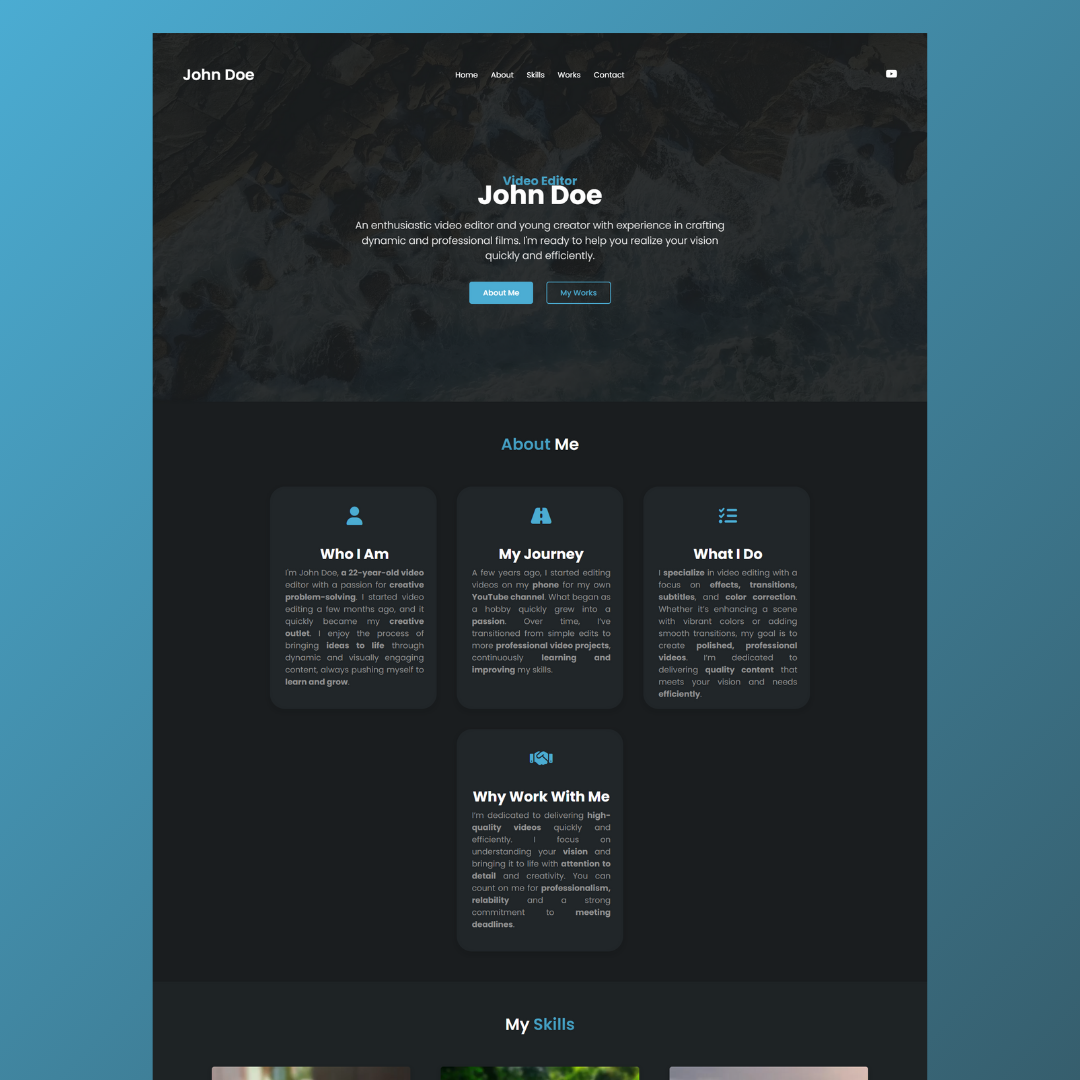 John Doe
Home About Skills Works Contact
Video Editor
John Doe
An enthusiastic video editor and young creator with experience in crafting
dynamic and professional films. I'm ready to help you realize your vision
quickly and efficiently.
About Me
My Works
About Me
Who I Am
I'm John Doe, a 22-year-old video
editor with a passion for creative
problem-solving. I started video
editing a few months ago, and it
quickly became my creative
outlet. I enjoy the process of
bringing ideas to life through
dynamic and visually engaging
content, always pushing myself to
learn and grow.
My Journey
A few years ago, I started editing
videos on my phone for my own
YouTube channel. What began as
a hobby quickly grew into a
passion. Over time, I've
transitioned from simple edits to
more professional video projects,
continuously learning and
improving my skills.
What I Do
I specialize in video editing with a
focus on effects, transitions,
subtitles, and color correction.
Whether it's enhancing a scene
with vibrant colors or adding
smooth transitions, my goal is to
create polished, professional
videos. I'm dedicated to
delivering quality content that
meets your vision and needs
efficiently.
Why Work With Me
I'm dedicated to delivering high-
quality videos quickly and
efficiently. I focus on
understanding your vision and
bringing it to life with attention to
detail and creativity. You can
count on me for professionalism,
relability and a strong
commitment to meeting
deadlines.
My Skills